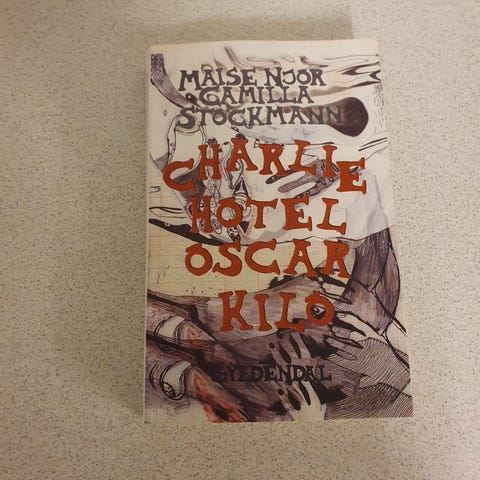 MAISE NJOR
CAMILLA
STOCKMANN
CHARLIE
HOTEL
OSCAR
KILO
GYLDENDAL